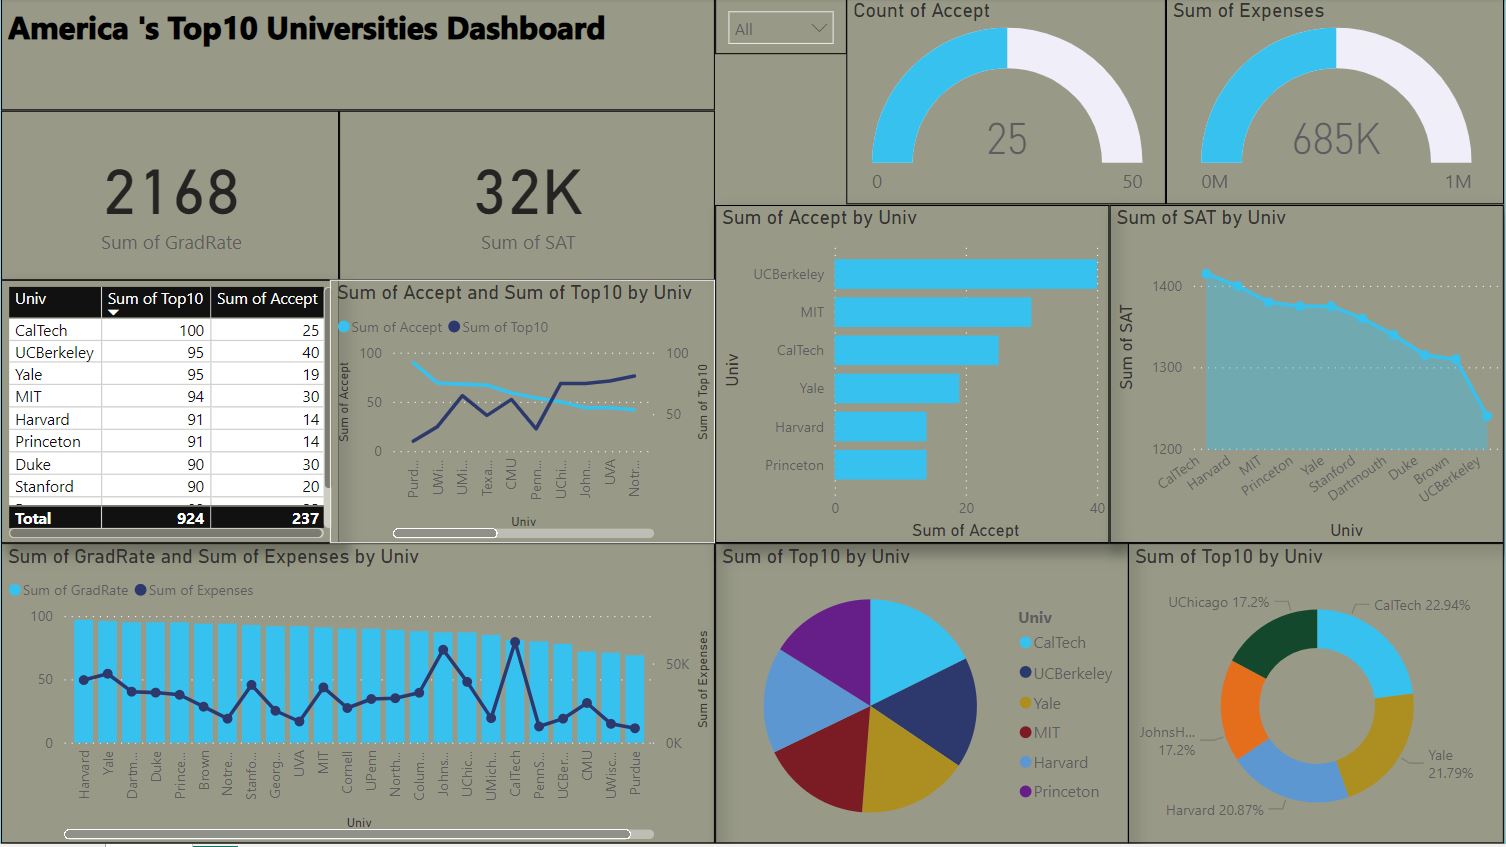 America 's Top10 Universities Dashboard
All
Count of Accept
25
0
50
Sum of Expenses
685K
0M
1M
2168
Sum of GradRate
32K
Sum of SAT
Univ Sum of Top10 Sum of Accept
CalTech 100 25
UCBerkeley 95 40
Yale 95 19
MIT 94 30
Harvard 91 14
Princeton 91 14
Duke 90 30
Stanford 90 20
Total 924 237
Sum of Accept and Sum of Top10 by Univ
Sum of Accept Sum of Top10
Sum of Accept
100
50
0
100
50
Sum of Top10
Purd...
UWi...
UMi...
Texa...
CMU
Penn...
UChi...
John...
UVA
Notr...
Univ
Sum of Accept by Univ
Univ
UCBerkeley
MIT
CalTech
Yale
Harvard
Princeton
0
20
40
Sum of Accept
Sum of SAT by Univ
Sum of SAT
1400
1300
1200
CalTech
Harvard
MIT
Princeton
Yale
Stanford
Dartmouth
Duke
Brown
UCBerkeley
Univ
Sum of GradRate and Sum of Expenses by Univ
Sum of GradRate Sum of Expenses
100
50
0
50K
0K
Sum of Expenses
Harvard
Yale
Dartm...
Duke
Prince...
Brown
Notre...
Stanfo...
Georg...
UVA
MIT
Cornell
UPenn
North...
Colum...
Johns...
UChic...
UMich...
CalTech
PennS...
UCBer...
CMU
UWisc...
Purdue
Univ
Sum of Top10 by Univ
Univ
CalTech
UCBerkeley
Yale
MIT
Harvard
Princeton
Sum of Top10 by Univ
UChicago 17.2%
CalTech 22.94%
JohnsH...
17.2%
Yale
21.79%
Harvard 20.87%